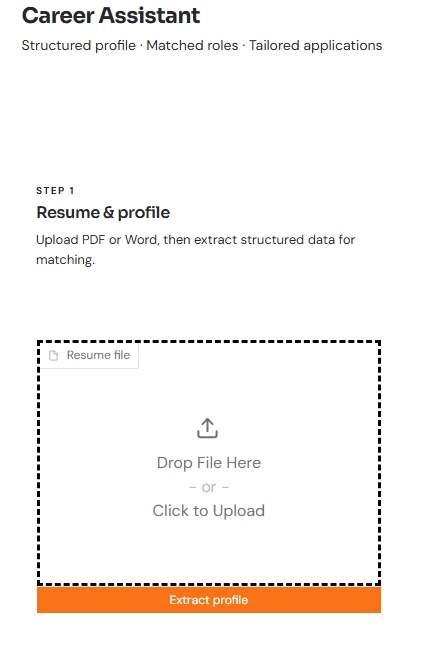 Career Assistant
Structured profile · Matched roles · Tailored applications
STEP 1
Resume & profile
Upload PDF or Word, then extract structured data for
matching.
Resume file
Drop File Here
- or -
Click to Upload
Extract profile